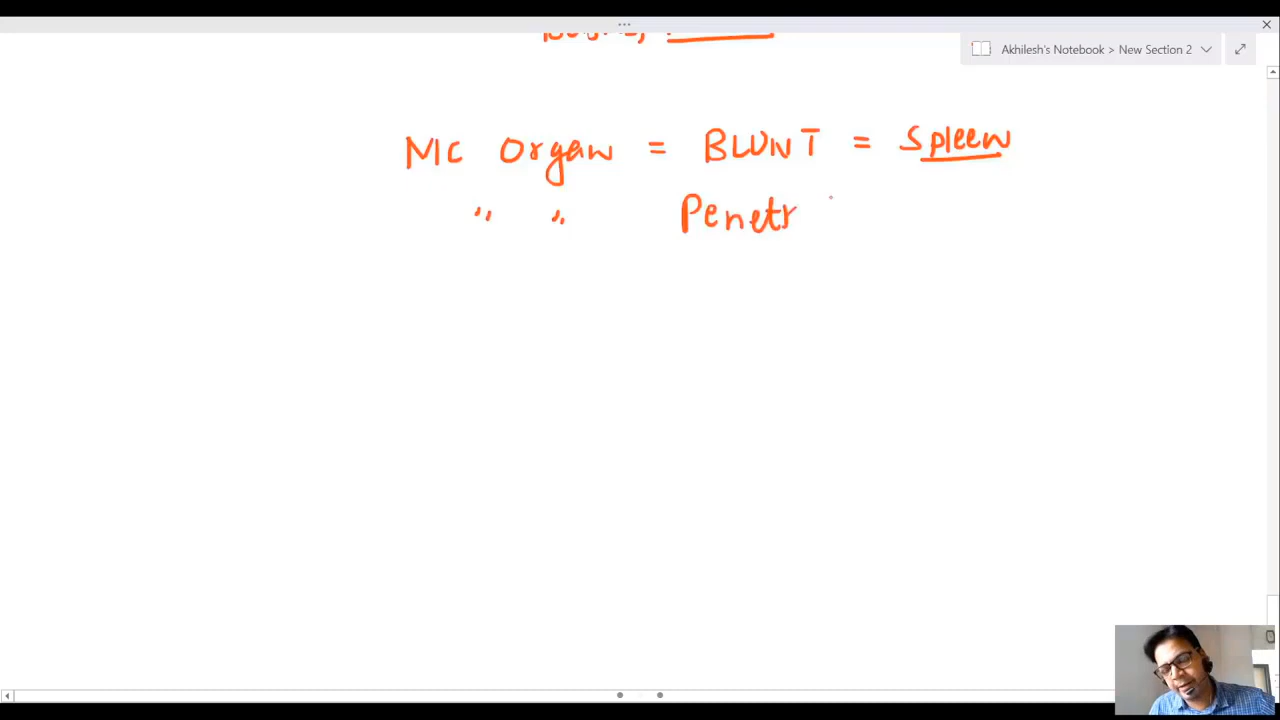 Akhilesh's Notebook > New Section 2
MC Organ = BLUNT = Spleen
" " Penetr